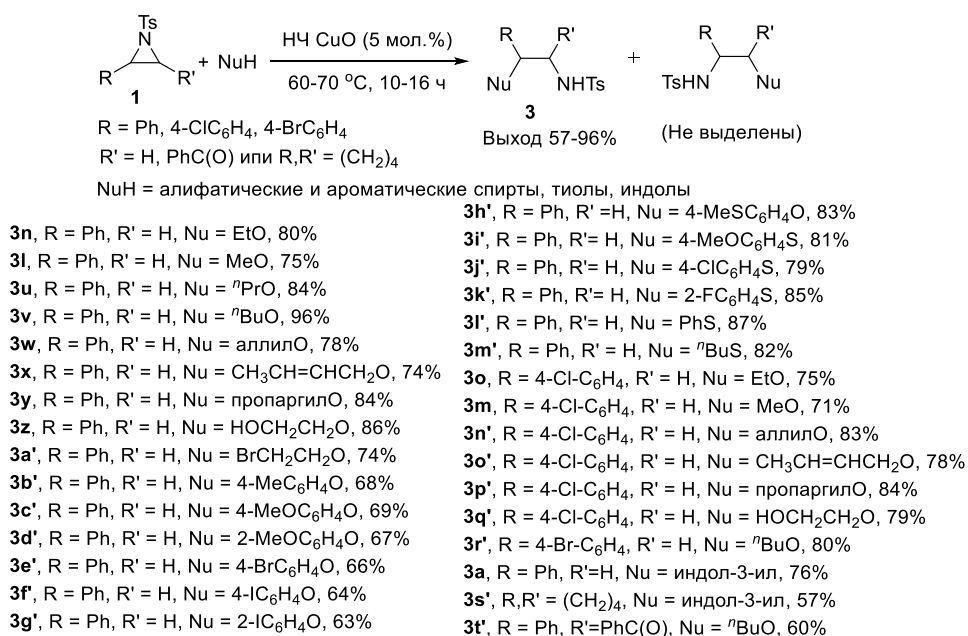 Ts
N
R R'
+ NuH
1
НЧ CuO (5 мол.%)
60-70 °C, 10-16 ч
R R'
Nu NHTs
3
Выход 57-96%
+
R R'
TsHN Nu
(Не выделены)
R = Ph, 4-ClC₆H₄, 4-BrC₆H₄
R' = H, PhC(O) ипи R,R' = (CH₂)₄
NuH = алифатические и ароматические спирты, тиолы, индолы
3n, R = Ph, R' = H, Nu = EtO, 80%
3l, R = Ph, R' = H, Nu = MeO, 75%
3u, R = Ph, R' = H, Nu = ⁿPrO, 84%
3v, R = Ph, R' = H, Nu = ⁿBuO, 96%
3w, R = Ph, R' = H, Nu = аллилO, 78%
3x, R = Ph, R' = H, Nu = CH₃CH=CHCH₂O, 74%
3y, R = Ph, R' = H, Nu = пропаргилO, 84%
3z, R = Ph, R' = H, Nu = HOCH₂CH₂O, 86%
3a', R = Ph, R' = H, Nu = BrCH₂CH₂O, 74%
3b', R = Ph, R' = H, Nu = 4-MeC₆H₄O, 68%
3c', R = Ph, R' = H, Nu = 4-MeOC₆H₄O, 69%
3d', R = Ph, R' = H, Nu = 2-MeOC₆H₄O, 67%
3e', R = Ph, R' = H, Nu = 4-BrC₆H₄O, 66%
3f', R = Ph, R' = H, Nu = 4-IC₆H₄O, 64%
3g', R = Ph, R' = H, Nu = 2-IC₆H₄O, 63%
3h', R = Ph, R' =H, Nu = 4-MeSC₆H₄O, 83%
3i', R = Ph, R'= H, Nu = 4-MeOC₆H₄S, 81%
3j', R = Ph, R' = H, Nu = 4-ClC₆H₄S, 79%
3k', R = Ph, R'= H, Nu = 2-FC₆H₄S, 85%
3l', R = Ph, R'= H, Nu = PhS, 87%
3m', R = Ph, R' = H, Nu = ⁿBuS, 82%
3o, R = 4-Cl-C₆H₄, R' = H, Nu = EtO, 75%
3m, R = 4-Cl-C₆H₄, R' = H, Nu = MeO, 71%
3n', R = 4-Cl-C₆H₄, R' = H, Nu = аллилO, 83%
3o', R = 4-Cl-C₆H₄, R' = H, Nu = CH₃CH=CHCH₂O, 78%
3p', R = 4-Cl-C₆H₄, R' = H, Nu = пропаргилO, 84%
3q', R = 4-Cl-C₆H₄, R' = H, Nu = HOCH₂CH₂O, 79%
3r', R = 4-Br-C₆H₄, R' = H, Nu = ⁿBuO, 80%
3a, R = Ph, R'=H, Nu = индол-3-ил, 76%
3s', R,R' = (CH₂)₄, Nu = индол-3-ил, 57%
3t', R = Ph, R'=PhC(O), Nu = ⁿBuO, 60%